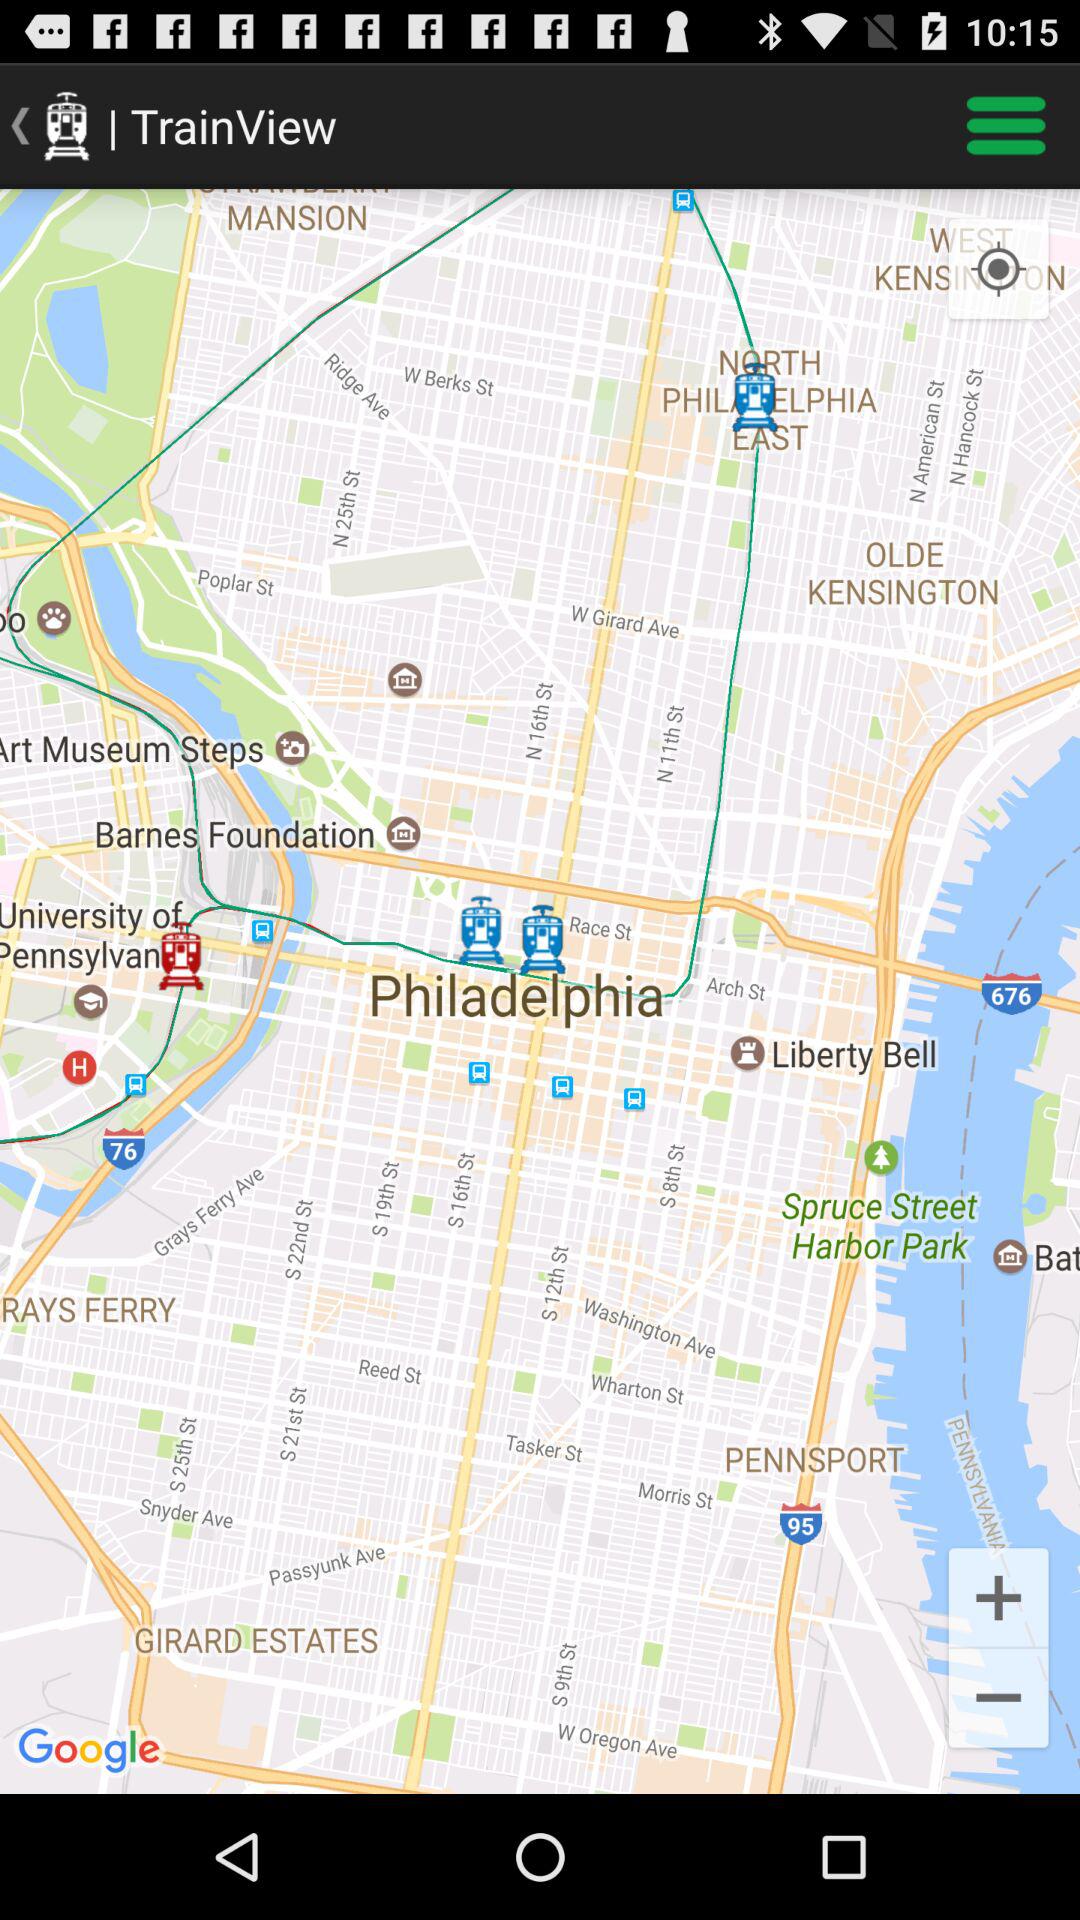 10:15
| TrainView
STRAWBERRY
MANSION
WEST
KENSINGTON
Ridge Ave
W Berks St
NORTH
PHILADELPHIA
EAST
N American St
N Hancock St
N 25th St
OLDE
KENSINGTON
Poplar St
W Girard Ave
oo
N 16th St
N 11th St
Art Museum Steps
Barnes Foundation
University of
Pennsylvan
Race St
Philadelphia
Arch St
676
H
Liberty Bell
76
Grays Ferry Ave
S 22nd St
S 19th St
S 16th St
S 8th St
Spruce Street
Harbor Park
Bat
S 12th St
RAYS FERRY
Washington Ave
Reed St
Wharton St
S 21st St
S 25th St
Tasker St
PENNSPORT
PENNSYLVANIA
Morris St
Snyder Ave
95
Passyunk Ave
GIRARD ESTATES
S 9th St
W Oregon Ave
Google